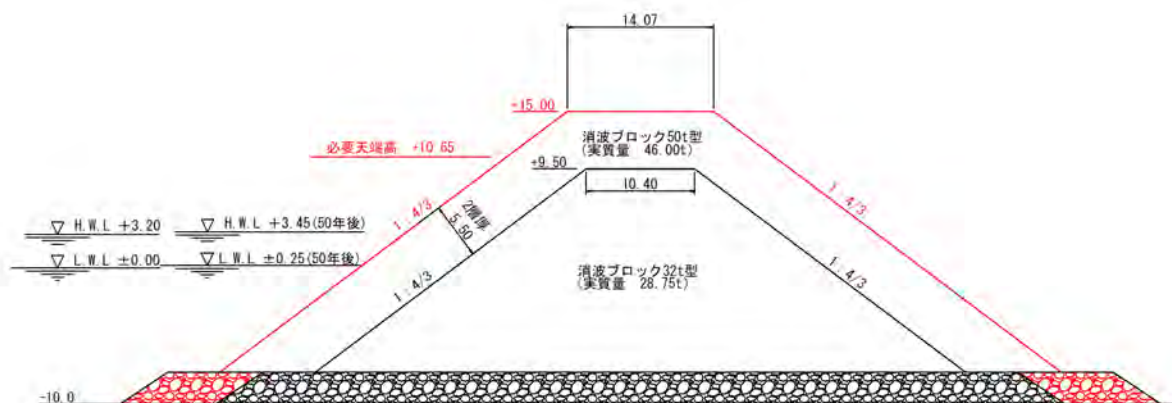 14.07
+15.00
消波ブロック50t型
(実質量 46.00t)
必要天端高 +10.65
+9.50
10.40
1:4/3
1:4/3
2層厚
5.50
▽ H.W.L +3.20
▽ H.W.L +3.45(50年後)
▽ L.W.L ±0.00
▽ L.W.L ±0.25(50年後)
消波ブロック32t型
(実質量 28.75t)
1:4/3
1:4/3
-10.0